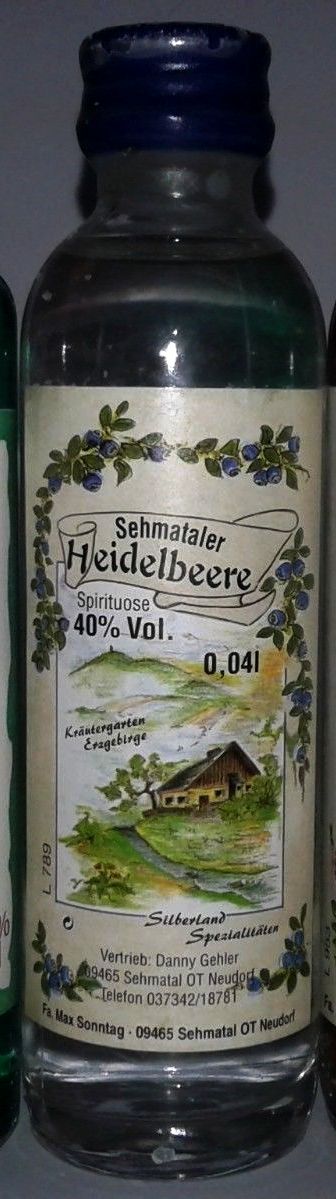 Sehmataler
Heidelbeere
Spirituose
40% Vol.
0,04l
Kräutergarten
Erzgebirge
L 789
Silberland
Spezialitäten
Vertrieb: Danny Gehler
09465 Sehmatal OT Neudorf
Telefon 037342/18781
Fa. Max Sonntag · 09465 Sehmatal OT Neudorf
%